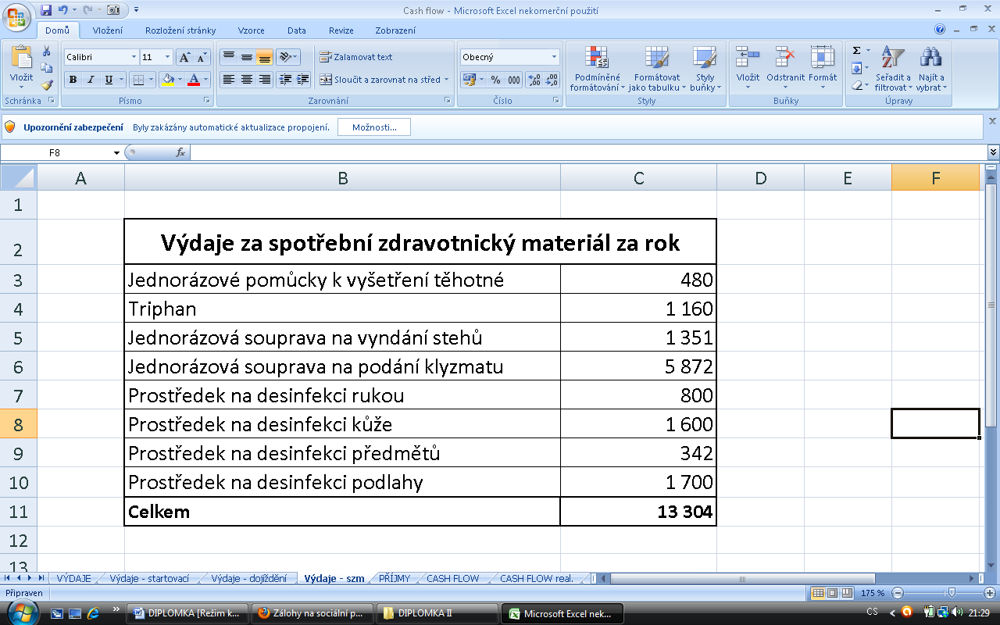 Cash flow - Microsoft Excel nekomerční použití
Domů Vložení Rozložení stránky Vzorce Data Revize Zobrazení
Vložit
Schránka
Calibri 11
B I U
Písmo
Zalamovat text
Sloučit a zarovnat na střed
Zarovnání
Obecný
% 000
Číslo
Podmíněné formátování
Formátovat jako tabulku
Styly buňky
Styly
Vložit Odstranit Formát
Buňky
Seřadit a filtrovat
Najít a vybrat
Úpravy
Upozornění zabezpečení Byly zakázány automatické aktualizace propojení. Možnosti...
F8 fx
A B C D E F
1
2 Výdaje za spotřební zdravotnický materiál za rok
3 Jednorázové pomůcky k vyšetření těhotné 480
4 Triphan 1 160
5 Jednorázová souprava na vyndání stehů 1 351
6 Jednorázová souprava na podání klyzmatu 5 872
7 Prostředek na desinfekci rukou 800
8 Prostředek na desinfekci kůže 1 600
9 Prostředek na desinfekci předmětů 342
10 Prostředek na desinfekci podlahy 1 700
11 Celkem 13 304
12
13
VÝDAJE Výdaje - startovací Výdaje - dojíždění Výdaje - szm PŘÍJMY CASH FLOW CASH FLOW real.
Připraven 175 %
DIPLOMKA [Režim k... Zálohy na sociální p... DIPLOMKA II Microsoft Excel nek... CS 21:29